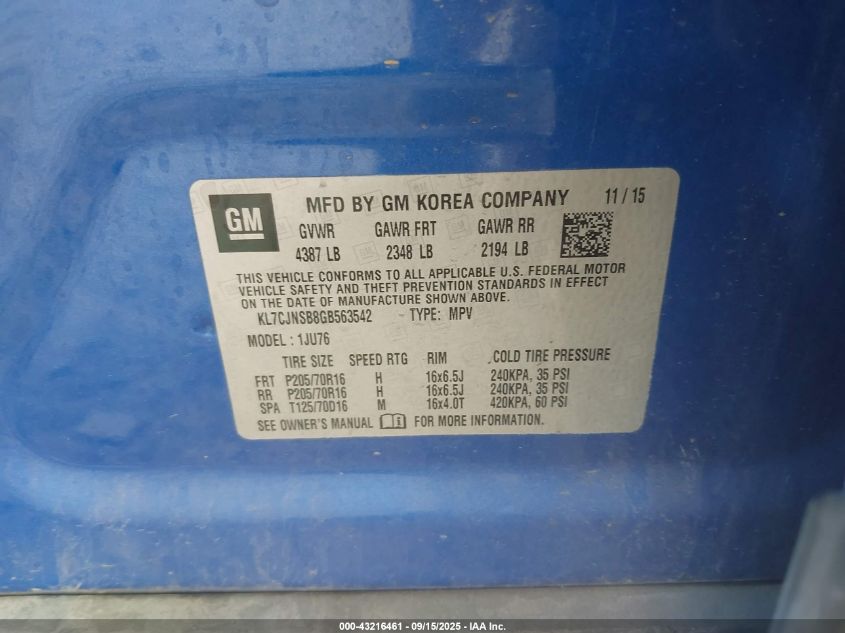 GM
MFD BY GM KOREA COMPANY 11 / 15
GVWR GAWR FRT GAWR RR
4387 LB 2348 LB 2194 LB
THIS VEHICLE CONFORMS TO ALL APPLICABLE U.S. FEDERAL MOTOR
VEHICLE SAFETY AND THEFT PREVENTION STANDARDS IN EFFECT
ON THE DATE OF MANUFACTURE SHOWN ABOVE.
KL7CJNSB8GB563542 TYPE: MPV
MODEL : 1JU76
TIRE SIZE SPEED RTG RIM COLD TIRE PRESSURE
FRT P205/70R16 H 16x6.5J 240KPA, 35 PSI
RR P205/70R16 H 16x6.5J 240KPA, 35 PSI
SPA T125/70D16 M 16x4.0T 420KPA, 60 PSI
SEE OWNER'S MANUAL i FOR MORE INFORMATION.
000-43216461 - 09/15/2025 - IAA Inc.